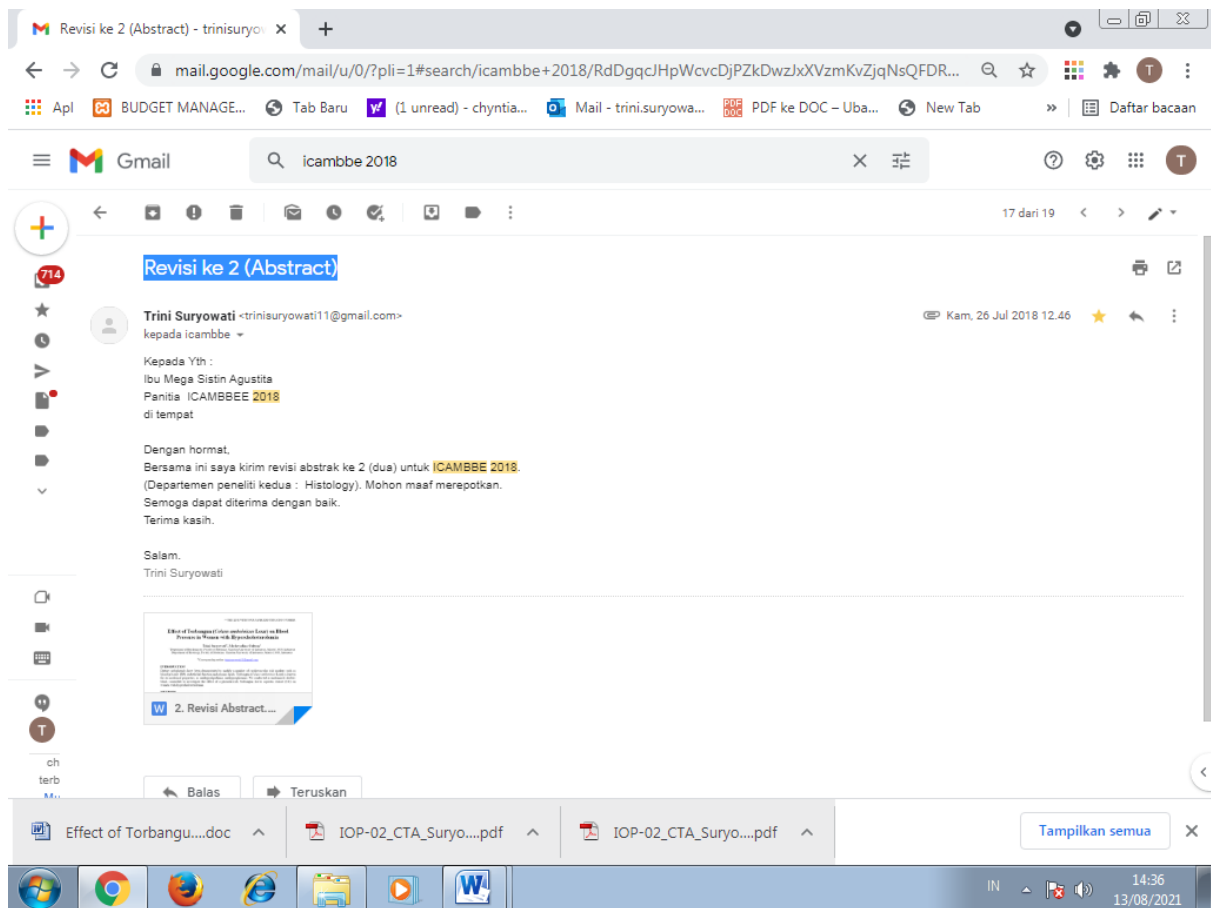 Revisi ke 2 (Abstract) - trinisuryov
mail.google.com/mail/u/0/?pli=1#search/icambbe+2018/RdDgqcJHpWcvcDjPZkDwzJxXVzmKvZjqNsQFDR...
Apl BUDGET MANAGE... Tab Baru (1 unread) - chyntia... Mail - trini.suryowa... PDF ke DOC – Uba... New Tab » Daftar bacaan
Gmail icambbe 2018 T
17 dari 19
714
Revisi ke 2 (Abstract)
Trini Suryowati <trinisuryowati11@gmail.com> Kam, 26 Jul 2018 12.46
kepada icambbe
Kepada Yth :
Ibu Mega Sistin Agustita
Panitia ICAMBBEE 2018
di tempat
Dengan hormat,
Bersama ini saya kirim revisi abstrak ke 2 (dua) untuk ICAMBBE 2018.
(Departemen peneliti kedua : Histology). Mohon maaf merepotkan.
Semoga dapat diterima dengan baik.
Terima kasih.
Salam.
Trini Suryowati
W 2. Revisi Abstract....
T
ch
terb
Balas Teruskan
Effect of Torbangu....doc IOP-02_CTA_Suryo....pdf IOP-02_CTA_Suryo....pdf Tampilkan semua
IN 14:36
13/08/2021